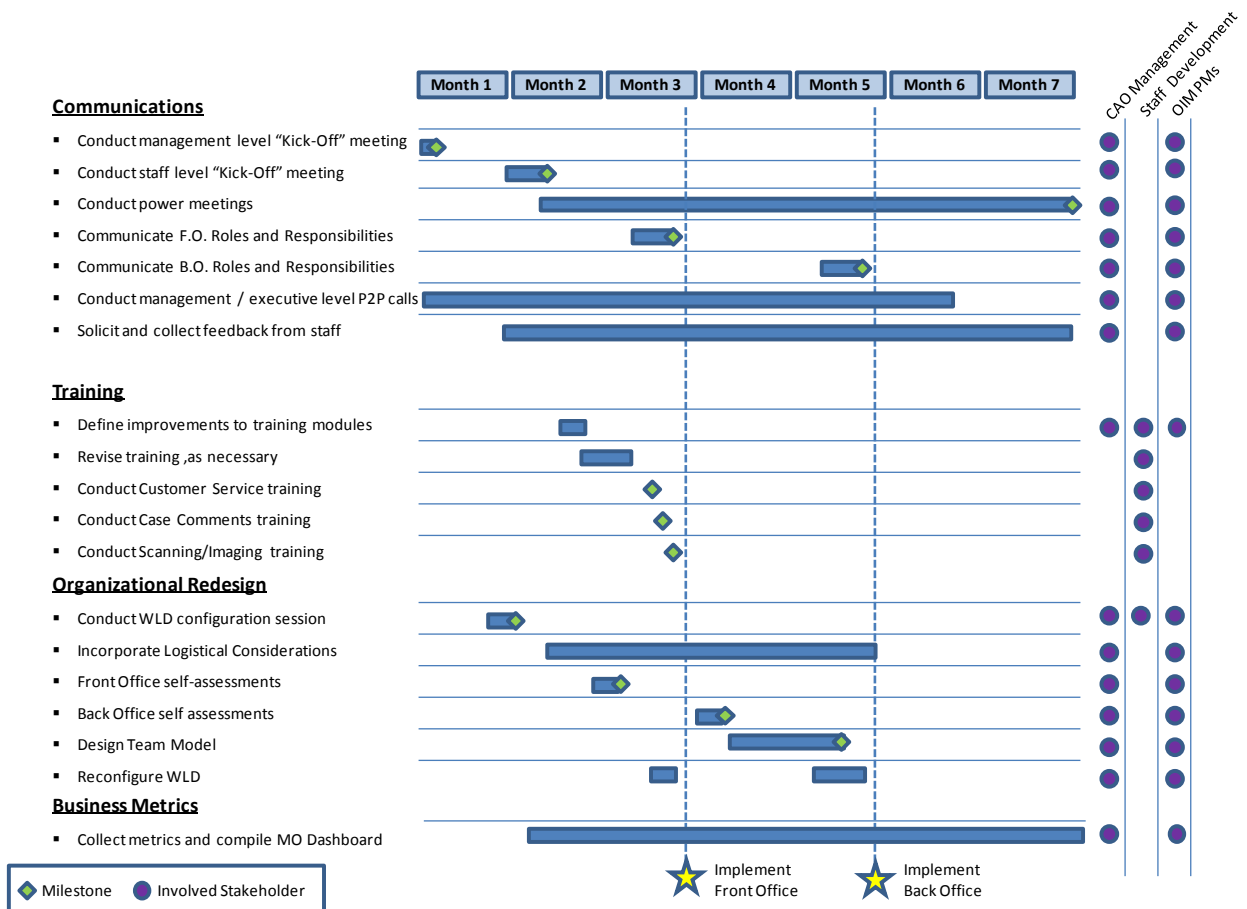 CAO Management
Staff Development
OIM PMs
Month 1
Month 2
Month 3
Month 4
Month 5
Month 6
Month 7
Communications
▪ Conduct management level “Kick-Off” meeting
▪ Conduct staff level “Kick-Off” meeting
▪ Conduct power meetings
▪ Communicate F.O. Roles and Responsibilities
▪ Communicate B.O. Roles and Responsibilities
▪ Conduct management / executive level P2P calls
▪ Solicit and collect feedback from staff
Training
▪ Define improvements to training modules
▪ Revise training ,as necessary
▪ Conduct Customer Service training
▪ Conduct Case Comments training
▪ Conduct Scanning/Imaging training
Organizational Redesign
▪ Conduct WLD configuration session
▪ Incorporate Logistical Considerations
▪ Front Office self-assessments
▪ Back Office self assessments
▪ Design Team Model
▪ Reconfigure WLD
Business Metrics
▪ Collect metrics and compile MO Dashboard
Implement
Front Office
Implement
Back Office
Milestone
Involved Stakeholder